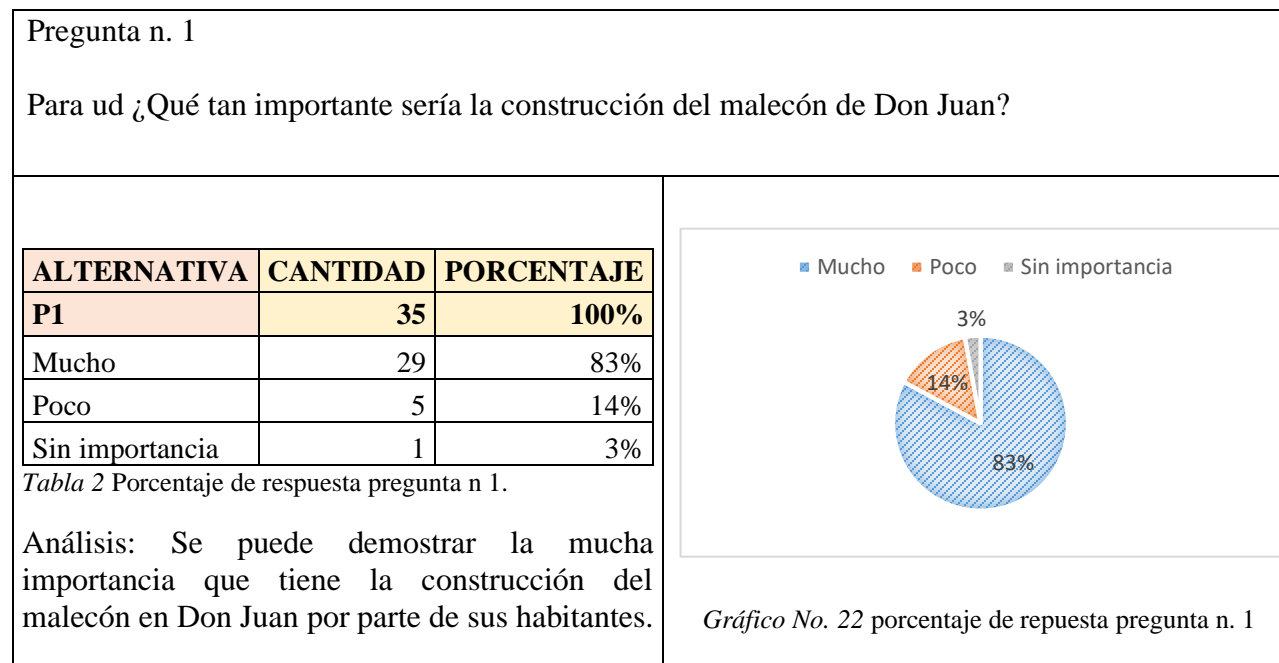 Pregunta n. 1
Para ud ¿Qué tan importante sería la construcción del malecón de Don Juan?
ALTERNATIVA CANTIDAD PORCENTAJE
P1 35 100%
Mucho 29 83%
Poco 5 14%
Sin importancia 1 3%
Tabla 2 Porcentaje de respuesta pregunta n 1.
Análisis: Se puede demostrar la mucha
importancia que tiene la construcción del
malecón en Don Juan por parte de sus habitantes.
Mucho Poco Sin importancia
3%
14%
83%
Gráfico No. 22 porcentaje de repuesta pregunta n. 1